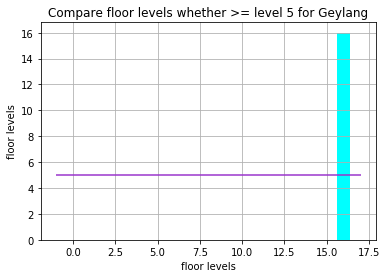 Compare floor levels whether >= level 5 for Geylang
16
14
12
10
8
6
4
2
0
floor levels
0.0 2.5 5.0 7.5 10.0 12.5 15.0 17.5
floor levels